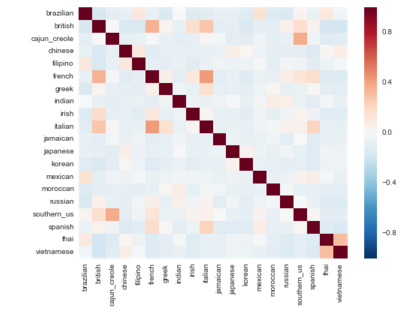 brazilian
british
cajun_creole
chinese
filipino
french
greek
indian
irish
italian
jamaican
japanese
korean
mexican
moroccan
russian
southern_us
spanish
thai
vietnamese
0.8
0.4
0.0
−0.4
−0.8
brazilian
british
cajun_creole
chinese
filipino
french
greek
indian
irish
italian
jamaican
japanese
korean
mexican
moroccan
russian
southern_us
spanish
thai
vietnamese